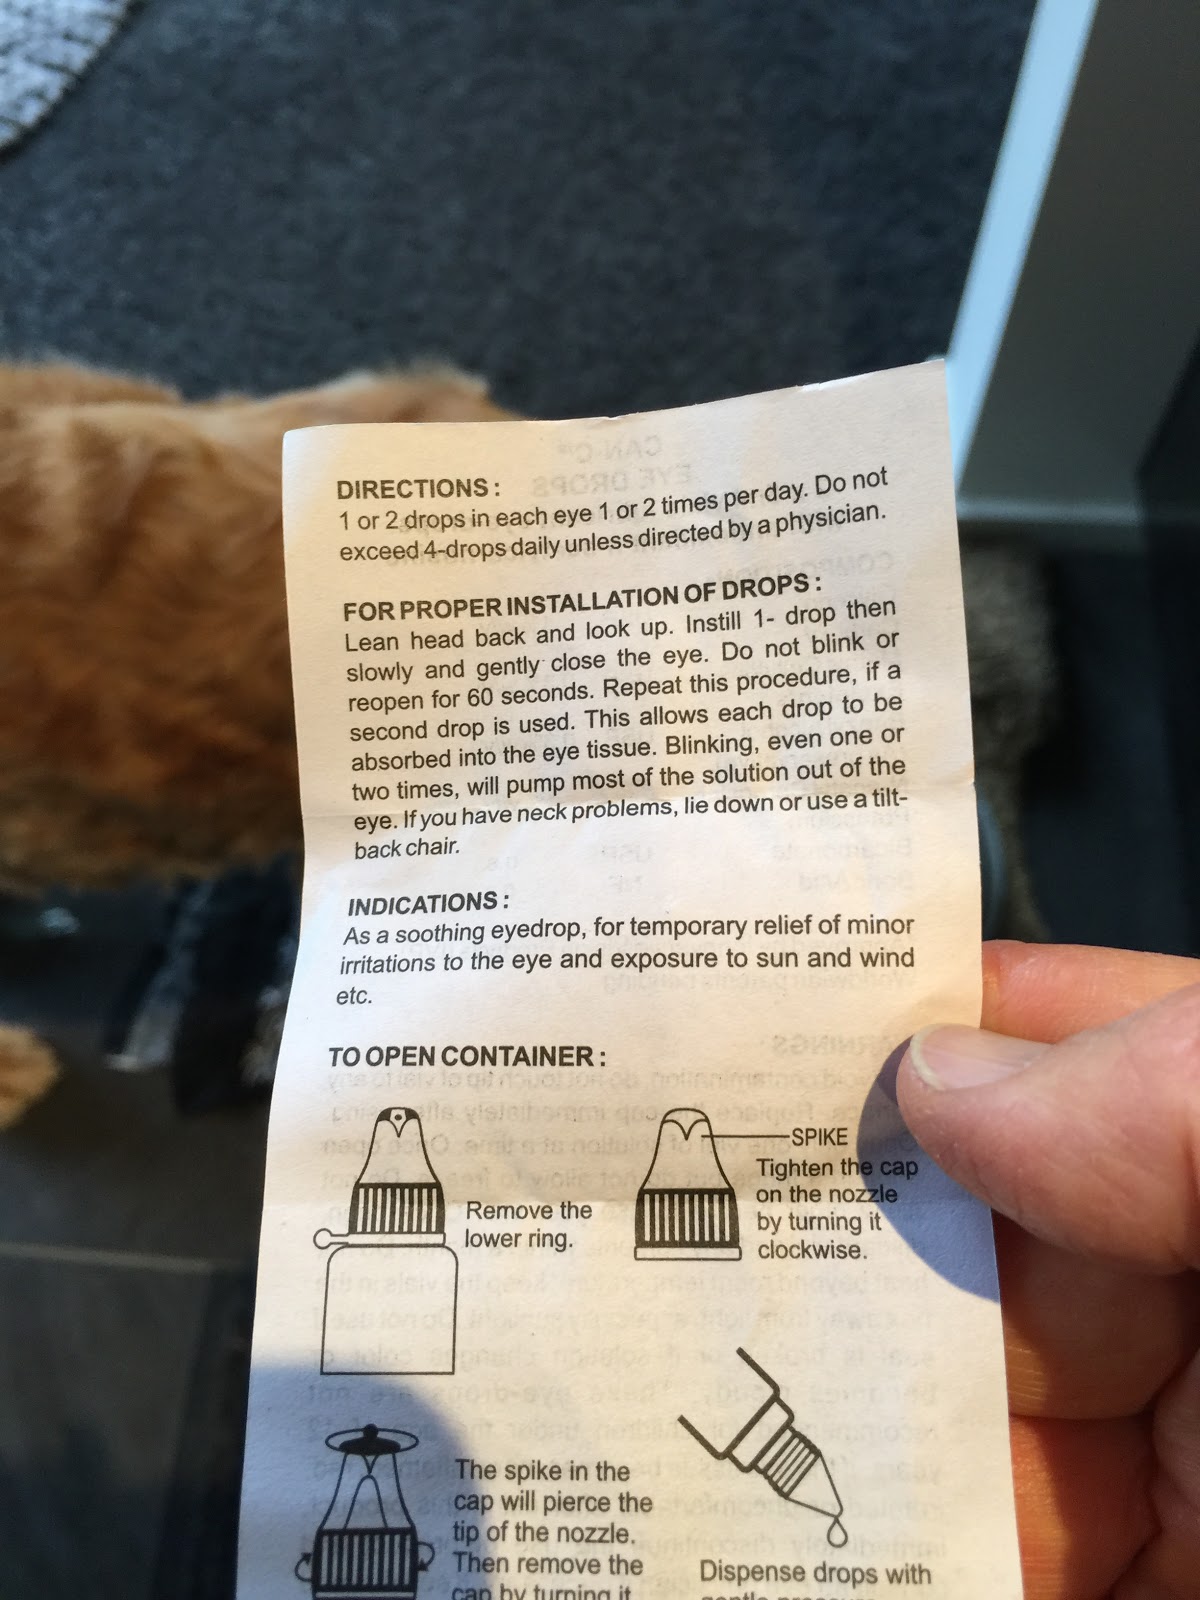 DIRECTIONS :
1 or 2 drops in each eye 1 or 2 times per day. Do not
exceed 4-drops daily unless directed by a physician.
FOR PROPER INSTALLATION OF DROPS :
Lean head back and look up. Instill 1- drop then
slowly and gently close the eye. Do not blink or
reopen for 60 seconds. Repeat this procedure, if a
second drop is used. This allows each drop to be
absorbed into the eye tissue. Blinking, even one or
two times, will pump most of the solution out of the
eye. If you have neck problems, lie down or use a tilt-
back chair.
INDICATIONS :
As a soothing eyedrop, for temporary relief of minor
irritations to the eye and exposure to sun and wind
etc.
TO OPEN CONTAINER :
Remove the
lower ring.
SPIKE
Tighten the cap
on the nozzle
by turning it
clockwise.
The spike in the
cap will pierce the
tip of the nozzle.
Then remove the
cap by turning it
Dispense drops with
gentle pressure